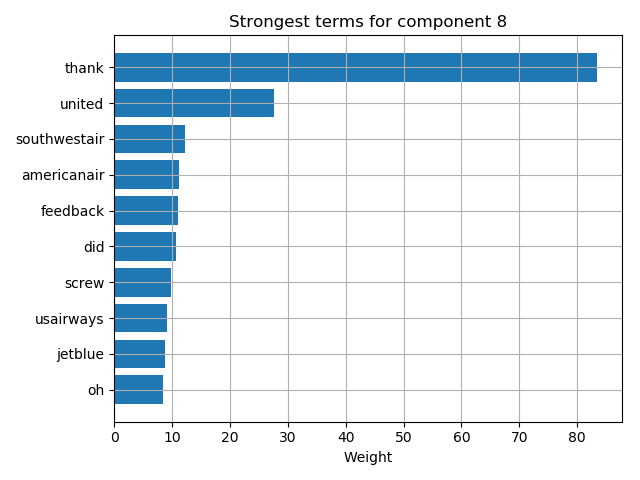 Strongest terms for component 8
thank
united
southwestair
americanair
feedback
did
screw
usairways
jetblue
oh
0 10 20 30 40 50 60 70 80
Weight